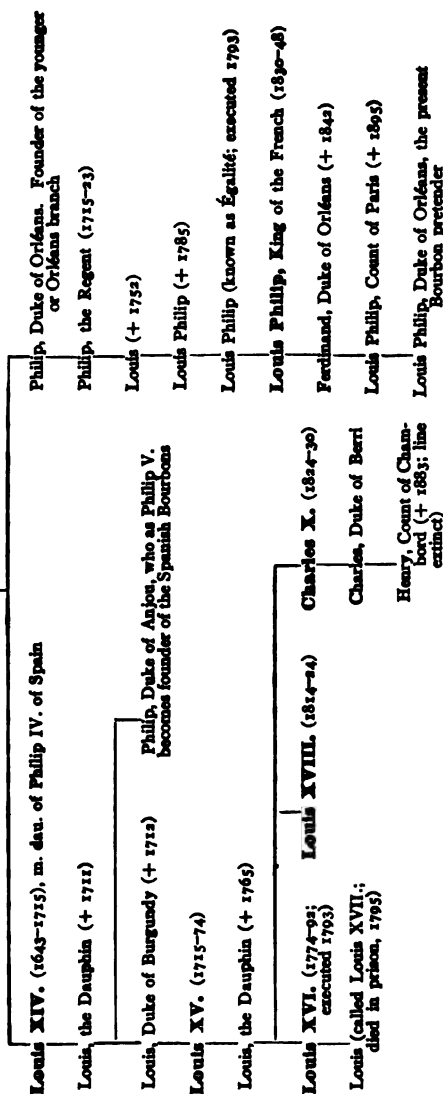 Louis XIV. (1643-1715), m. dau. of Philip IV. of Spain
Louis, the Dauphin (+ 1711)
Louis, Duke of Burgundy (+ 1712)
Philip, Duke of Anjou, who as Philip V.
becomes founder of the Spanish Bourbons
Louis XV. (1715-74)
Louis, the Dauphin (+ 1765)
Louis XVI. (1774-92;
executed 1793)
Louis (called Louis XVII.;
died in prison, 1795)
Louis XVIII. (1814-24)
Charles X. (1824-30)
Charles, Duke of Berri
Henry, Count of Cham-
bord (+ 1883; line
extinct)
Philip, Duke of Orléans. Founder of the younger
or Orléans branch
Philip, the Regent (1715-23)
Louis (+ 1752)
Louis Philip (+ 1785)
Louis Philip (known as Égalité; executed 1793)
Louis Philip, King of the French (1830-48)
Ferdinand, Duke of Orléans (+ 1842)
Louis Philip, Count of Paris (+ 1895)
Louis Philip, Duke of Orléans, the present
Bourbon pretender